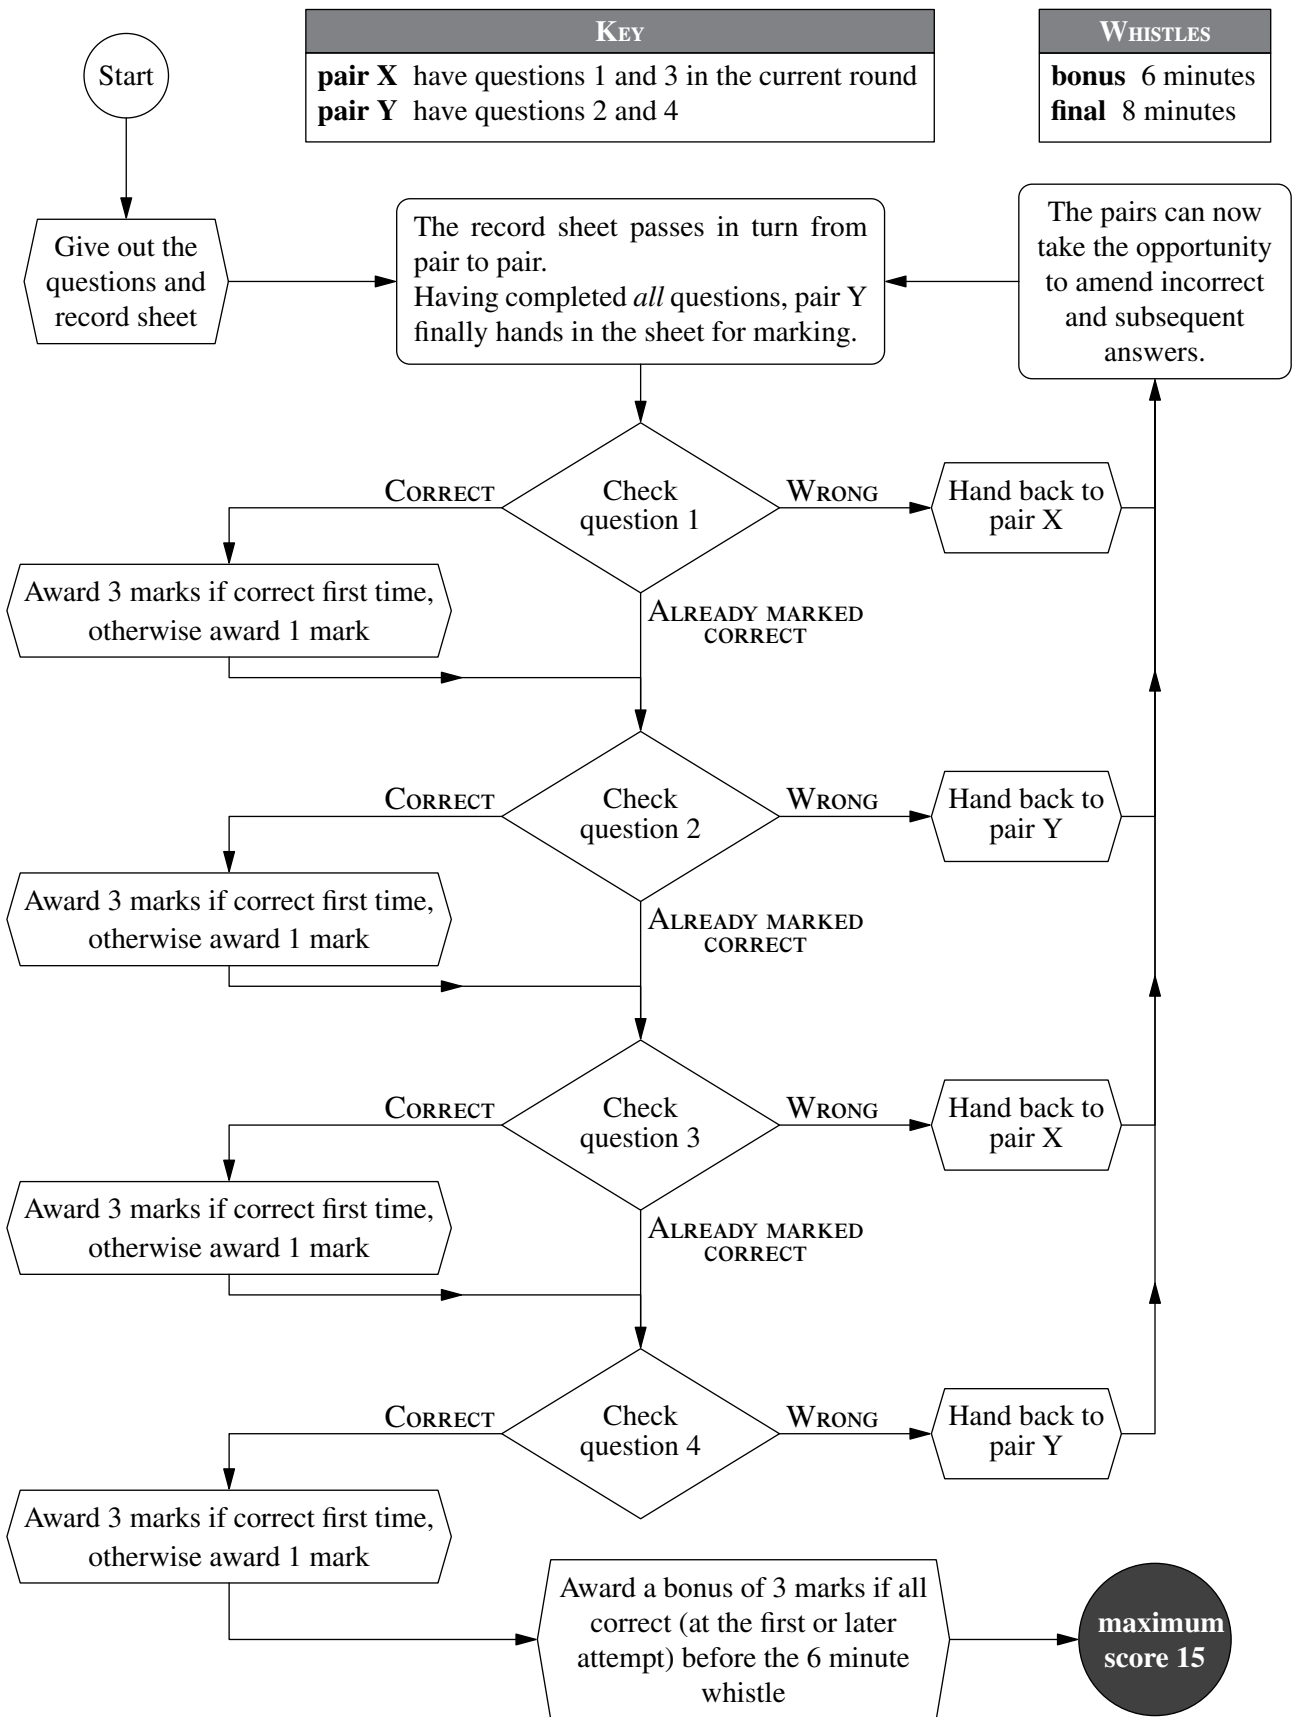 Start
KEY
pair X have questions 1 and 3 in the current round
pair Y have questions 2 and 4
WHISTLES
bonus 6 minutes
final 8 minutes
Give out the
questions and
record sheet
The record sheet passes in turn from
pair to pair.
Having completed all questions, pair Y
finally hands in the sheet for marking.
The pairs can now
take the opportunity
to amend incorrect
and subsequent
answers.
CORRECT
Check
question 1
WRONG
Hand back to
pair X
Award 3 marks if correct first time,
otherwise award 1 mark
ALREADY MARKED
CORRECT
CORRECT
Check
question 2
WRONG
Hand back to
pair Y
Award 3 marks if correct first time,
otherwise award 1 mark
ALREADY MARKED
CORRECT
CORRECT
Check
question 3
WRONG
Hand back to
pair X
Award 3 marks if correct first time,
otherwise award 1 mark
ALREADY MARKED
CORRECT
CORRECT
Check
question 4
WRONG
Hand back to
pair Y
Award 3 marks if correct first time,
otherwise award 1 mark
Award a bonus of 3 marks if all
correct (at the first or later
attempt) before the 6 minute
whistle
maximum
score 15